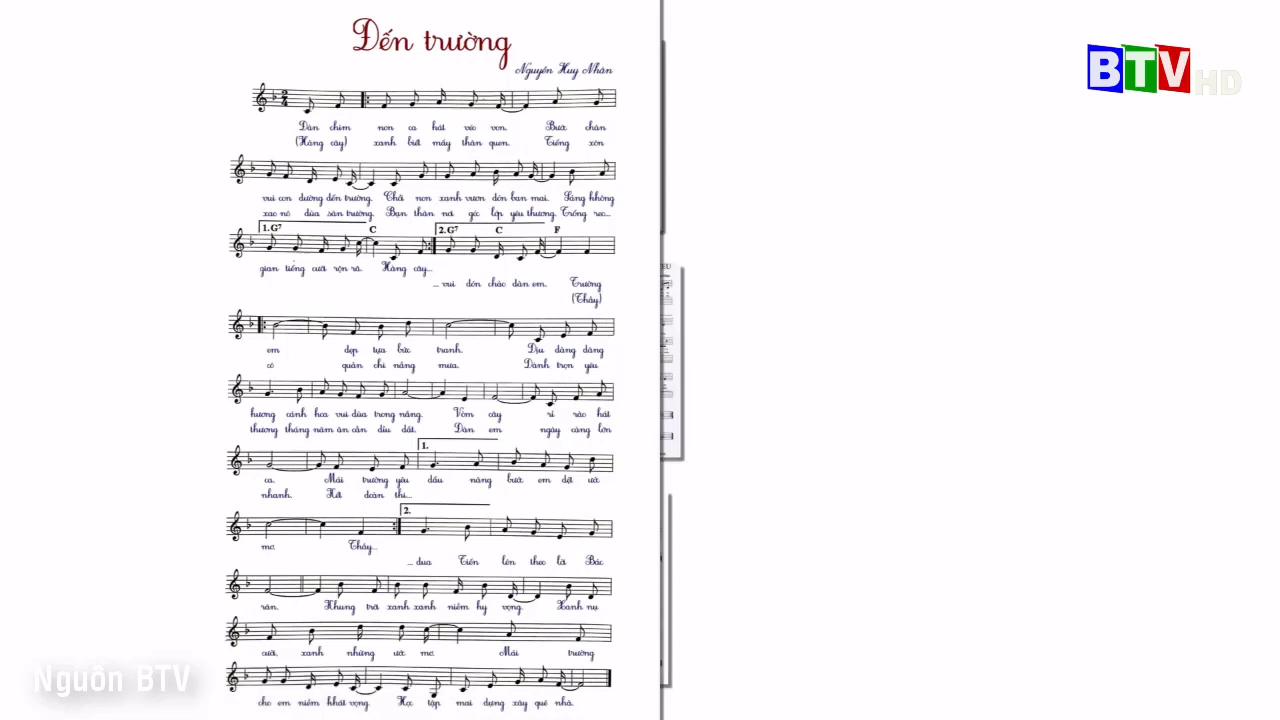 Đến trường
Nguyễn Huy Nhân
BTV HD
Đàn chim non ca hát véo von. Bước chân
(Hàng cây) xanh biết mấy thân quen. Tiếng xôn
vui con đường đến trường. Chồi non xanh vươn đón ban mai. Sáng không
xao nô đùa sân trường. Bạn thân nơi góc lớp yêu thương. Trống reo...
1. G7 C 2. G7 C F
gian tiếng cười rộn rã. Hàng cây...
... vui đón chào đàn em. Trường
(Thầy)
em đẹp tựa bức tranh. Dịu dàng dâng
cô quản chi nắng mưa. Dành trọn yêu
hương cánh hoa vui đùa trong nắng. Vòm cây rì rào hát
thương tháng năm ân cần dìu dắt. Đàn em ngày càng lớn
1.
ca. Mái trường yêu dấu nâng bước em dệt ước
nhanh. Hết đoàn thi...
2.
mơ. Thầy...
... đua Tiến lên theo lời Bác
răn. Khung trời xanh xanh niềm hy vọng. Xanh nụ
cười, xanh những ước mơ. Mái trường
cho em niềm khát vọng. Học tập mai dựng xây quê nhà.
Nguồn BTV